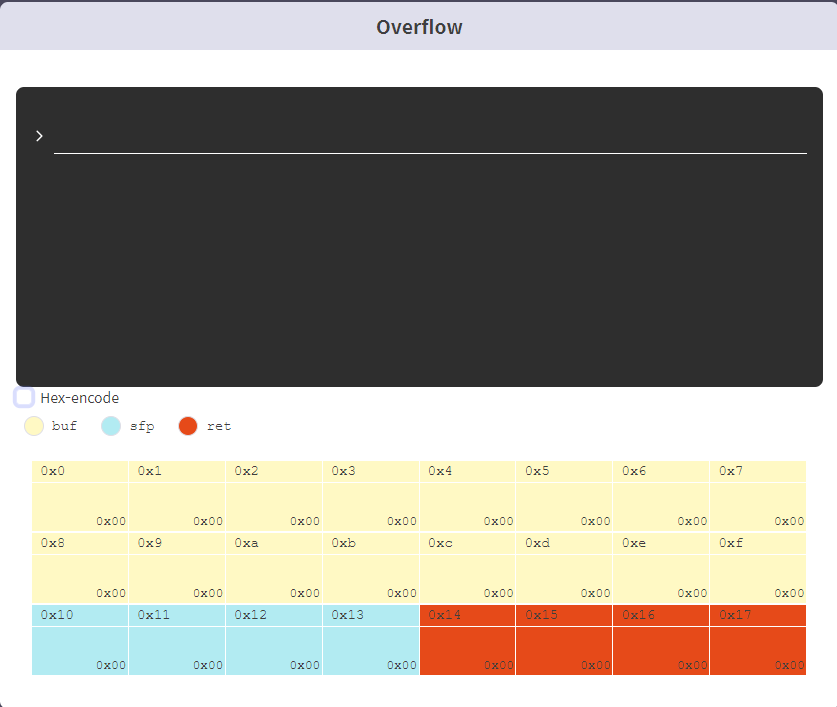 Overflow
>
Hex-encode
buf sfp ret
0x0 0x1 0x2 0x3 0x4 0x5 0x6 0x7
0x00 0x00 0x00 0x00 0x00 0x00 0x00 0x00
0x8 0x9 0xa 0xb 0xc 0xd 0xe 0xf
0x00 0x00 0x00 0x00 0x00 0x00 0x00 0x00
0x10 0x11 0x12 0x13 0x14 0x15 0x16 0x17
0x00 0x00 0x00 0x00 0x00 0x00 0x00 0x00